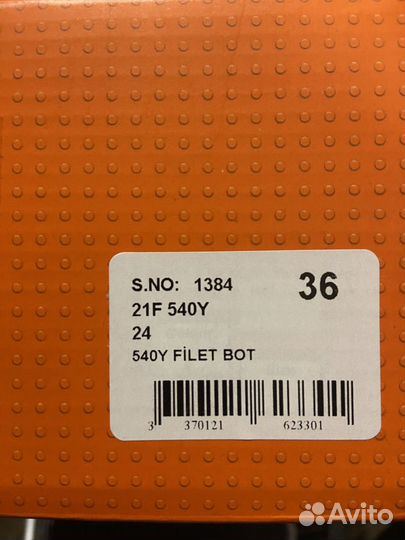 S.NO: 1384 36
21F 540Y
24
540Y FİLET BOT
3 370121 623301
Avito